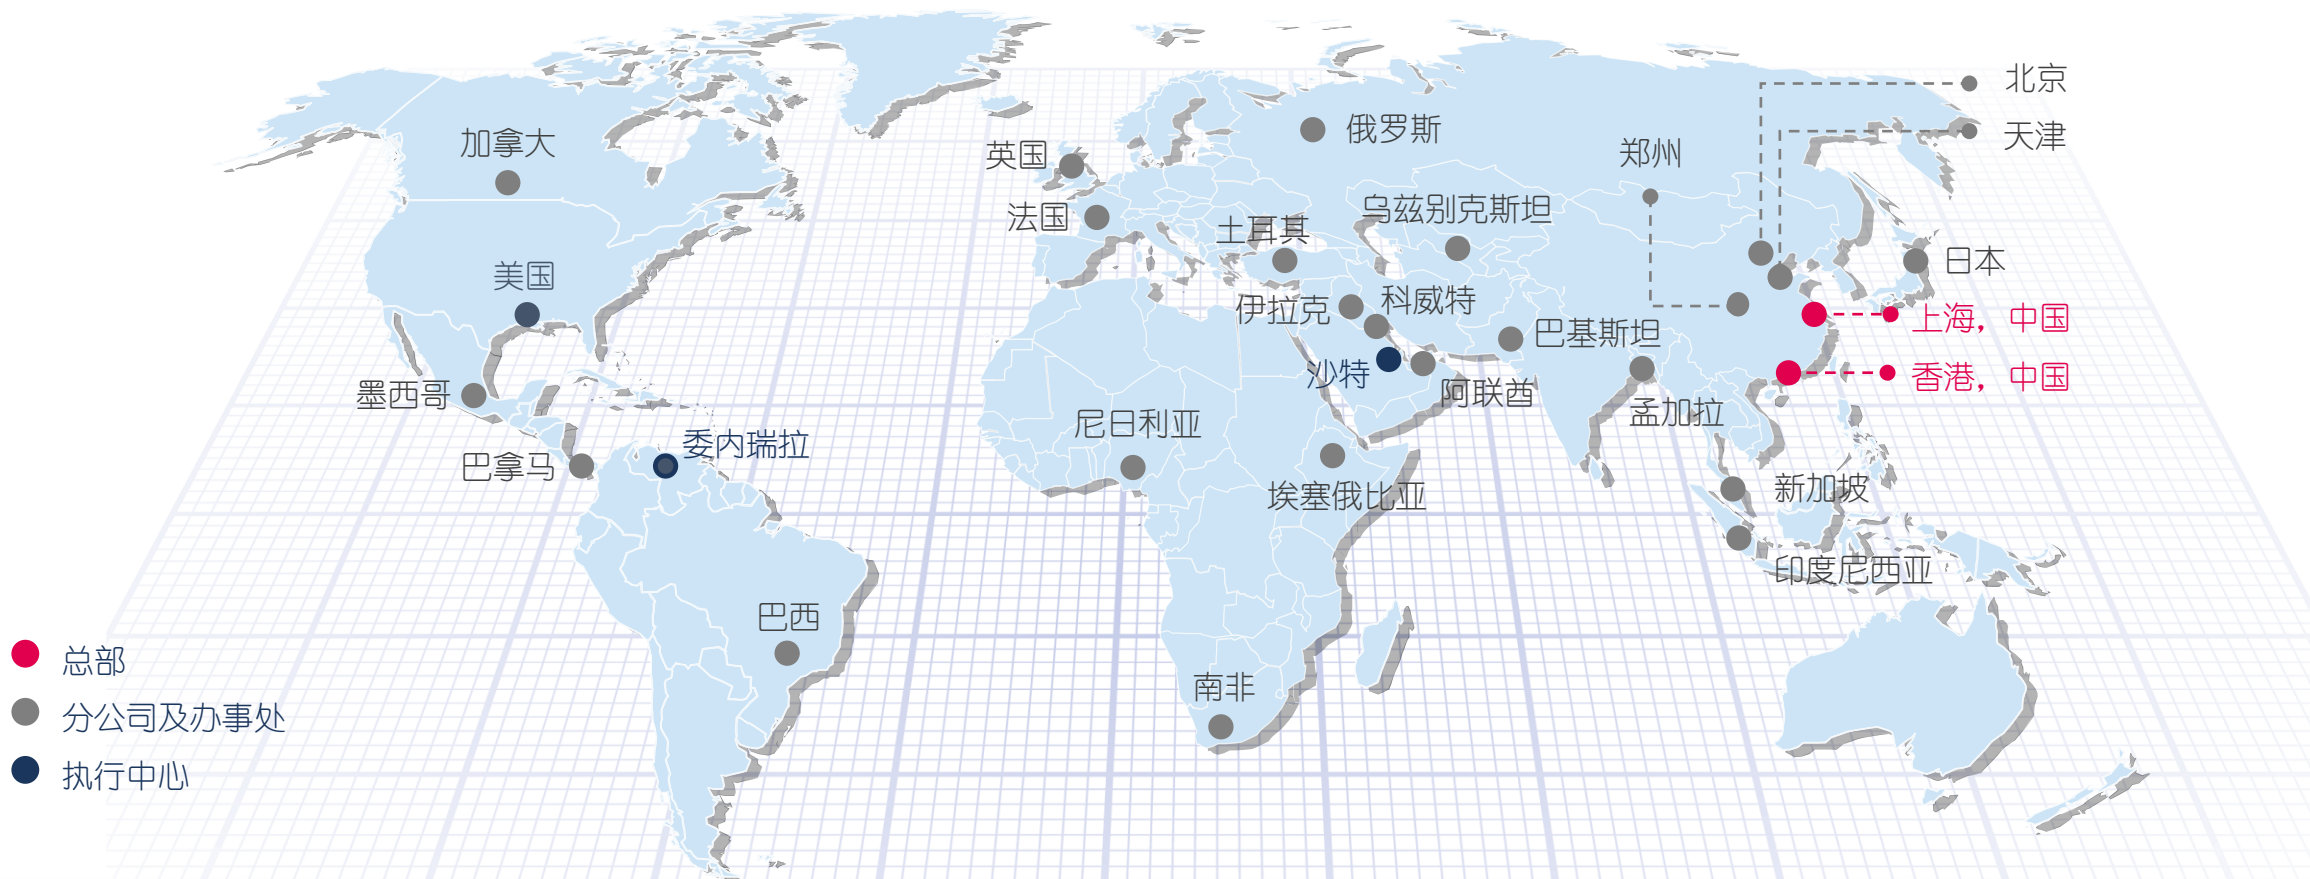 北京
天津
俄罗斯
加拿大
英国
郑州
乌兹别克斯坦
法国
土耳其
日本
美国
科威特
伊拉克
上海，中国
巴基斯坦
沙特
香港，中国
墨西哥
阿联酋
孟加拉
尼日利亚
委内瑞拉
巴拿马
新加坡
埃塞俄比亚
印度尼西亚
巴西
总部
南非
分公司及办事处
执行中心